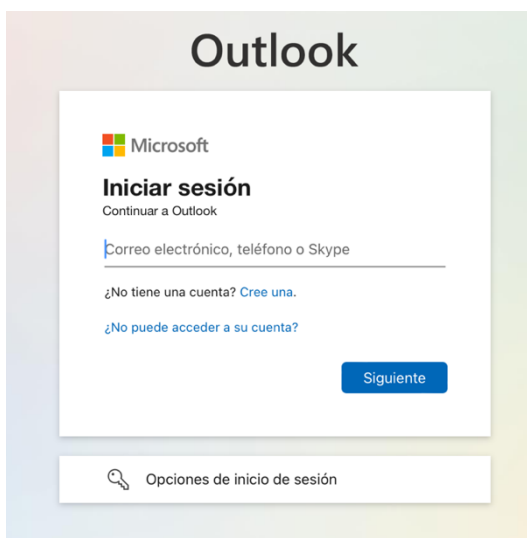 Outlook
Microsoft
Iniciar sesión
Continuar a Outlook
Correo electrónico, teléfono o Skype
¿No tiene una cuenta? Cree una.
¿No puede acceder a su cuenta?
Siguiente
Opciones de inicio de sesión